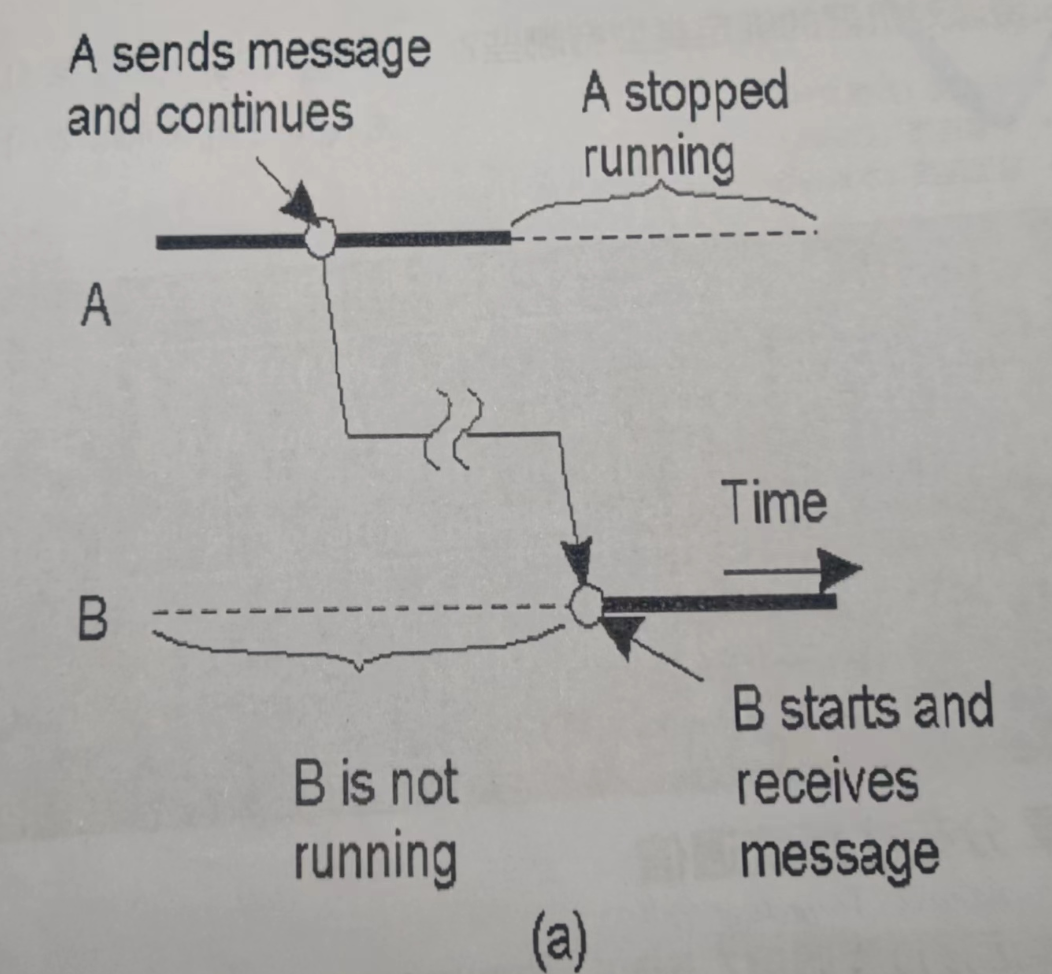 A sends message
and continues
A stopped
running
A
Time
B
B starts and
receives
message
B is not
running
(a)